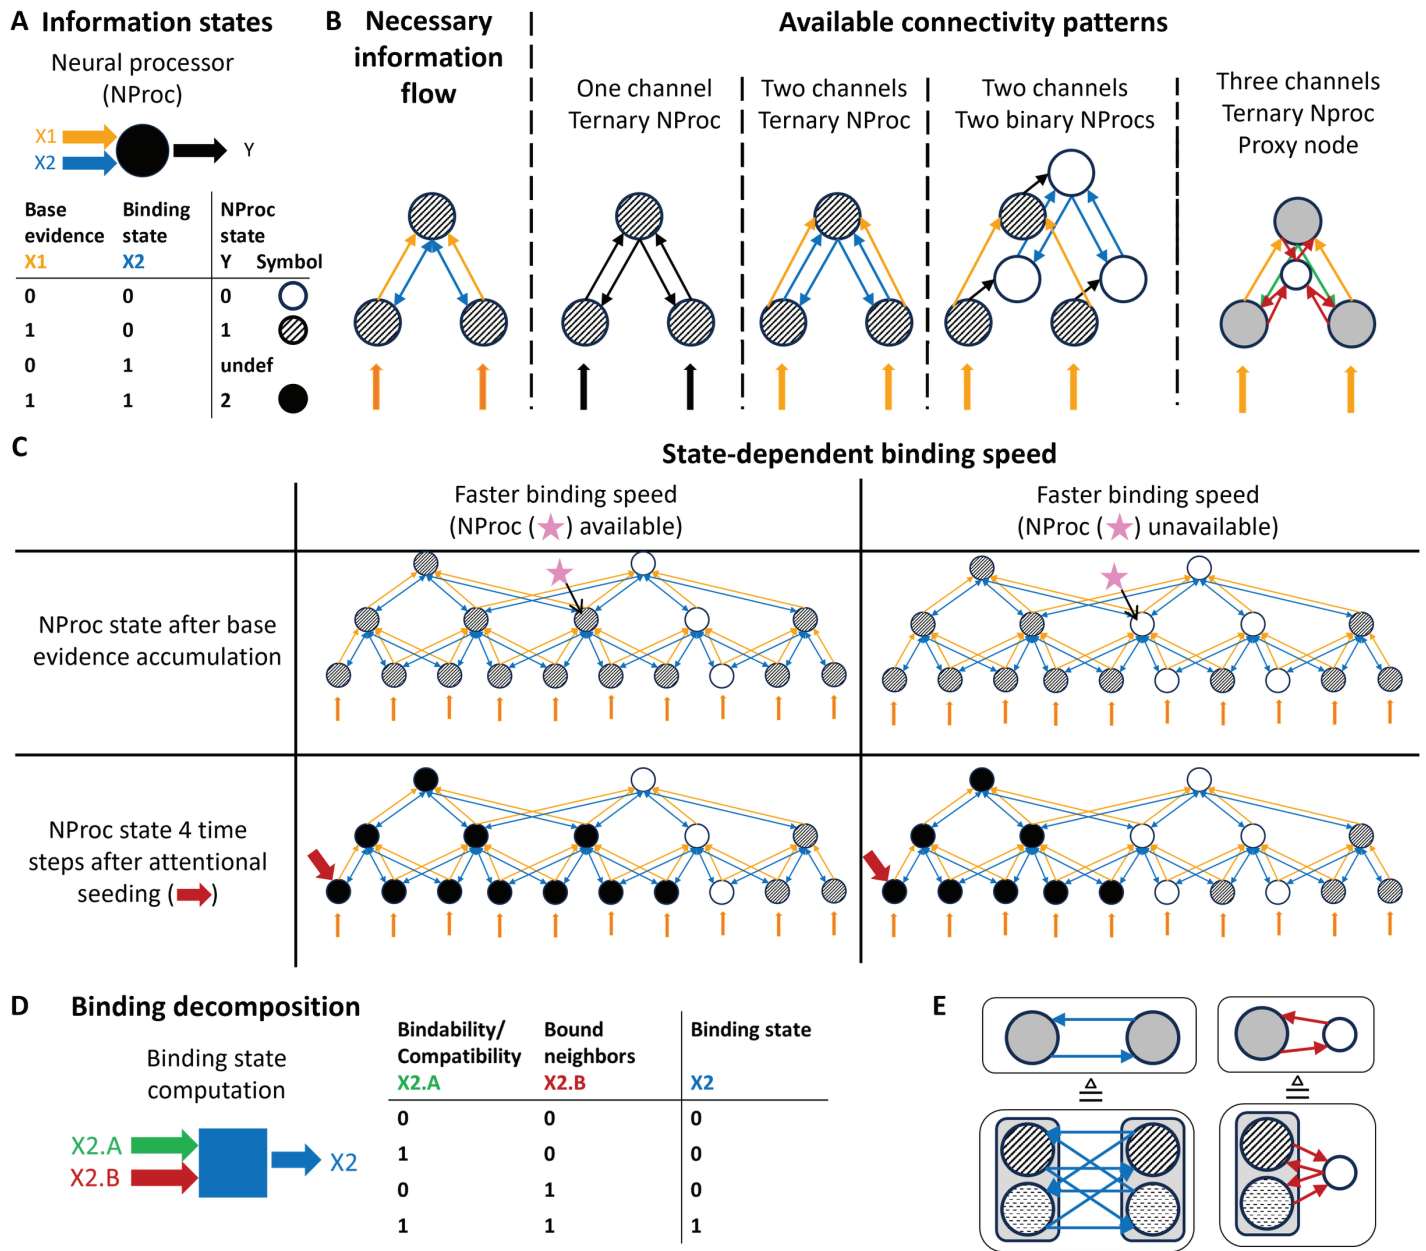 A Information states
Neural processor
(NProc)
X1
X2
Y
Base evidence X1
Binding state X2
NProc state Y
Symbol
0 0 0
1 0 1
0 1 undef
1 1 2
B Necessary
information
flow
Available connectivity patterns
One channel
Ternary NProc
Two channels
Ternary NProc
Two channels
Two binary NProcs
Three channels
Ternary Nproc
Proxy node
C
State-dependent binding speed
Faster binding speed
(NProc (★) available)
Faster binding speed
(NProc (★) unavailable)
NProc state after base
evidence accumulation
NProc state 4 time
steps after attentional
seeding ( )
D Binding decomposition
Binding state
computation
X2.A
X2.B
X2
Bindability/
Compatibility
X2.A
Bound
neighbors
X2.B
Binding state
X2
0 0 0
1 0 0
0 1 0
1 1 1
E
≜
≜